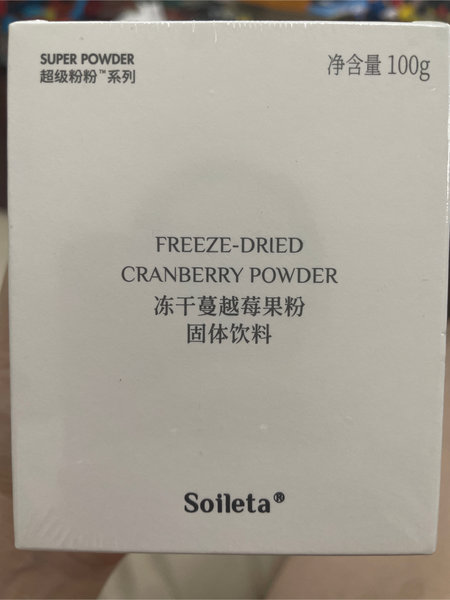 SUPER POWDER
超级粉粉™系列
净含量 100g
FREEZE-DRIED
CRANBERRY POWDER
冻干蔓越莓果粉
固体饮料
Soileta®